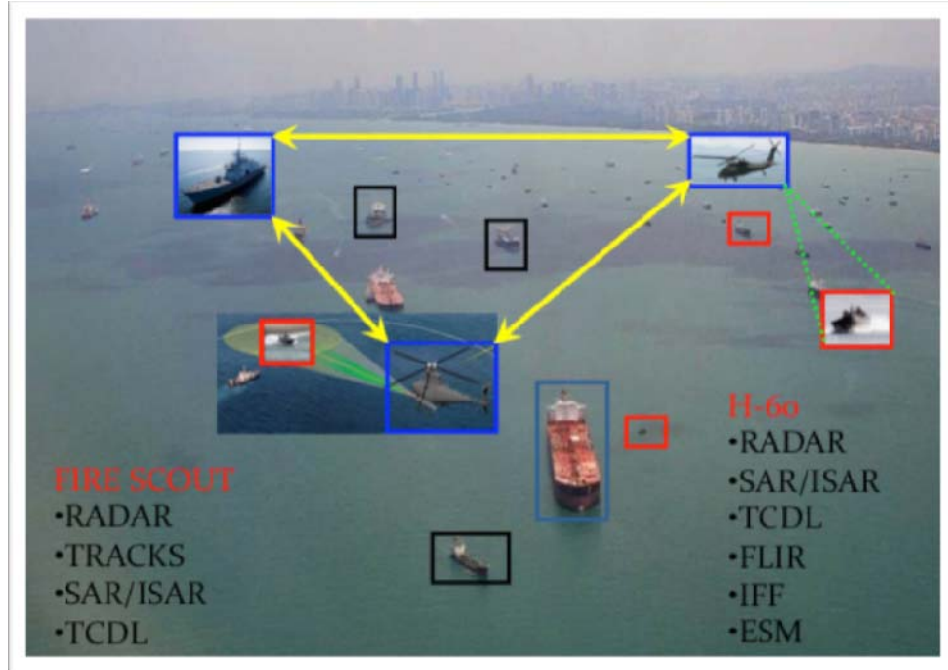 FIRE SCOUT
•RADAR
•TRACKS
•SAR/ISAR
•TCDL
H-60
•RADAR
•SAR/ISAR
•TCDL
•FLIR
•IFF
•ESM